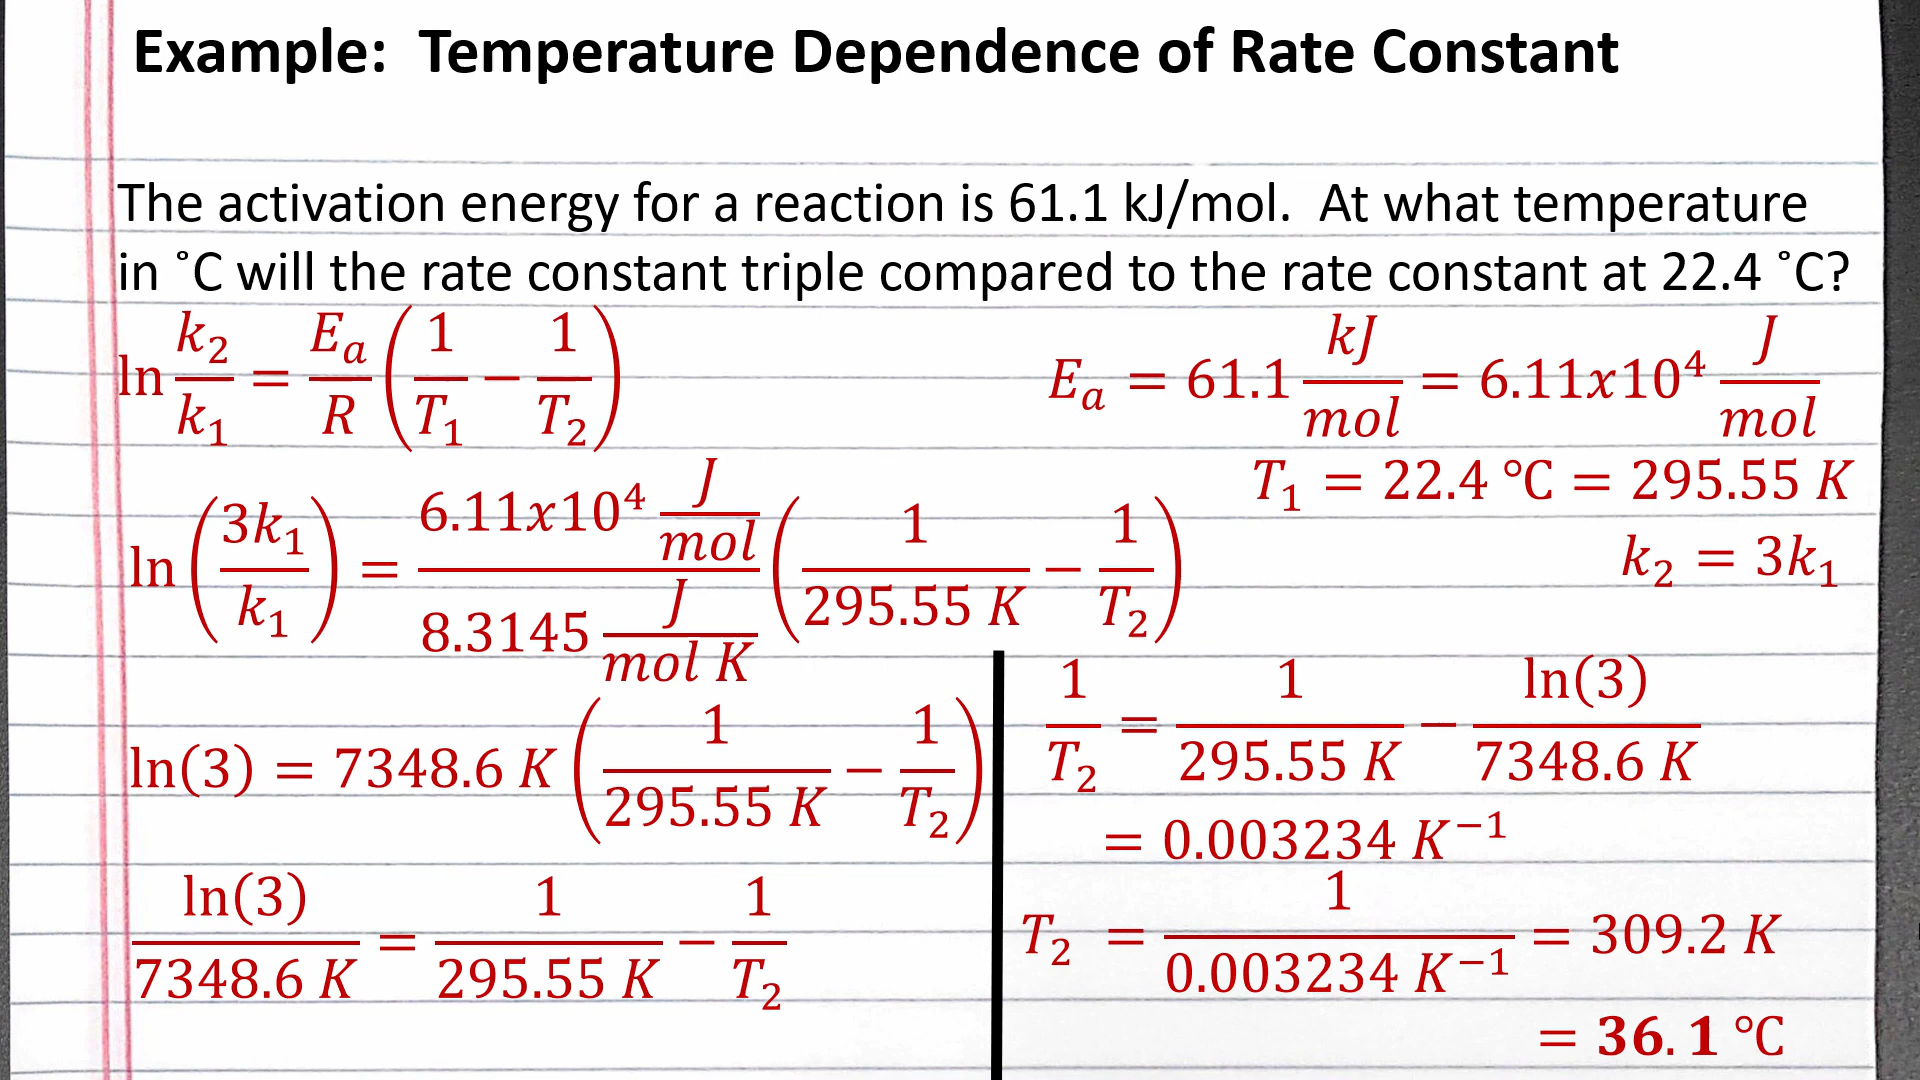 Example:  Temperature Dependence of Rate Constant
The activation energy for a reaction is 61.1 kJ/mol.  At what temperature
in ˚C will the rate constant triple compared to the rate constant at 22.4 ˚C?
ln k₂/k₁ = Eₐ/R (1/T₁ − 1/T₂)
Eₐ = 61.1 kJ/mol = 6.11x10⁴ J/mol
T₁ = 22.4 °C = 295.55 K
k₂ = 3k₁
ln (3k₁/k₁) = (6.11x10⁴ J/mol)/(8.3145 J/mol K) (1/295.55 K − 1/T₂)
ln(3) = 7348.6 K (1/295.55 K − 1/T₂)
ln(3)/7348.6 K = 1/295.55 K − 1/T₂
1/T₂ = 1/295.55 K − ln(3)/7348.6 K
= 0.003234 K⁻¹
T₂ = 1/0.003234 K⁻¹ = 309.2 K
= 36.1 °C